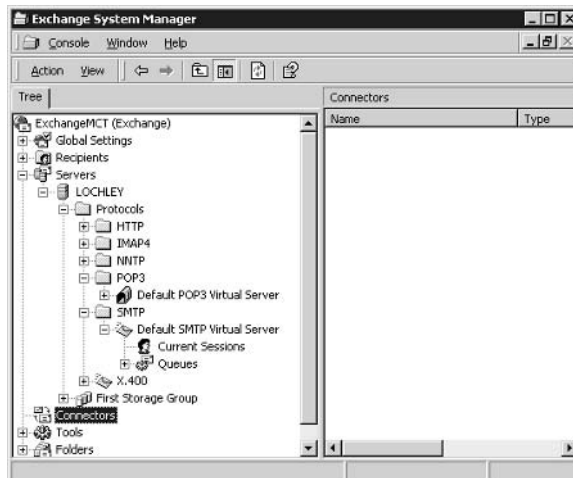 Exchange System Manager
Console Window Help
Action View
Tree
Connectors
Name Type
ExchangeMCT (Exchange)
Global Settings
Recipients
Servers
LOCHLEY
Protocols
HTTP
IMAP4
NNTP
POP3
Default POP3 Virtual Server
SMTP
Default SMTP Virtual Server
Current Sessions
Queues
X.400
First Storage Group
Connectors
Tools
Folders